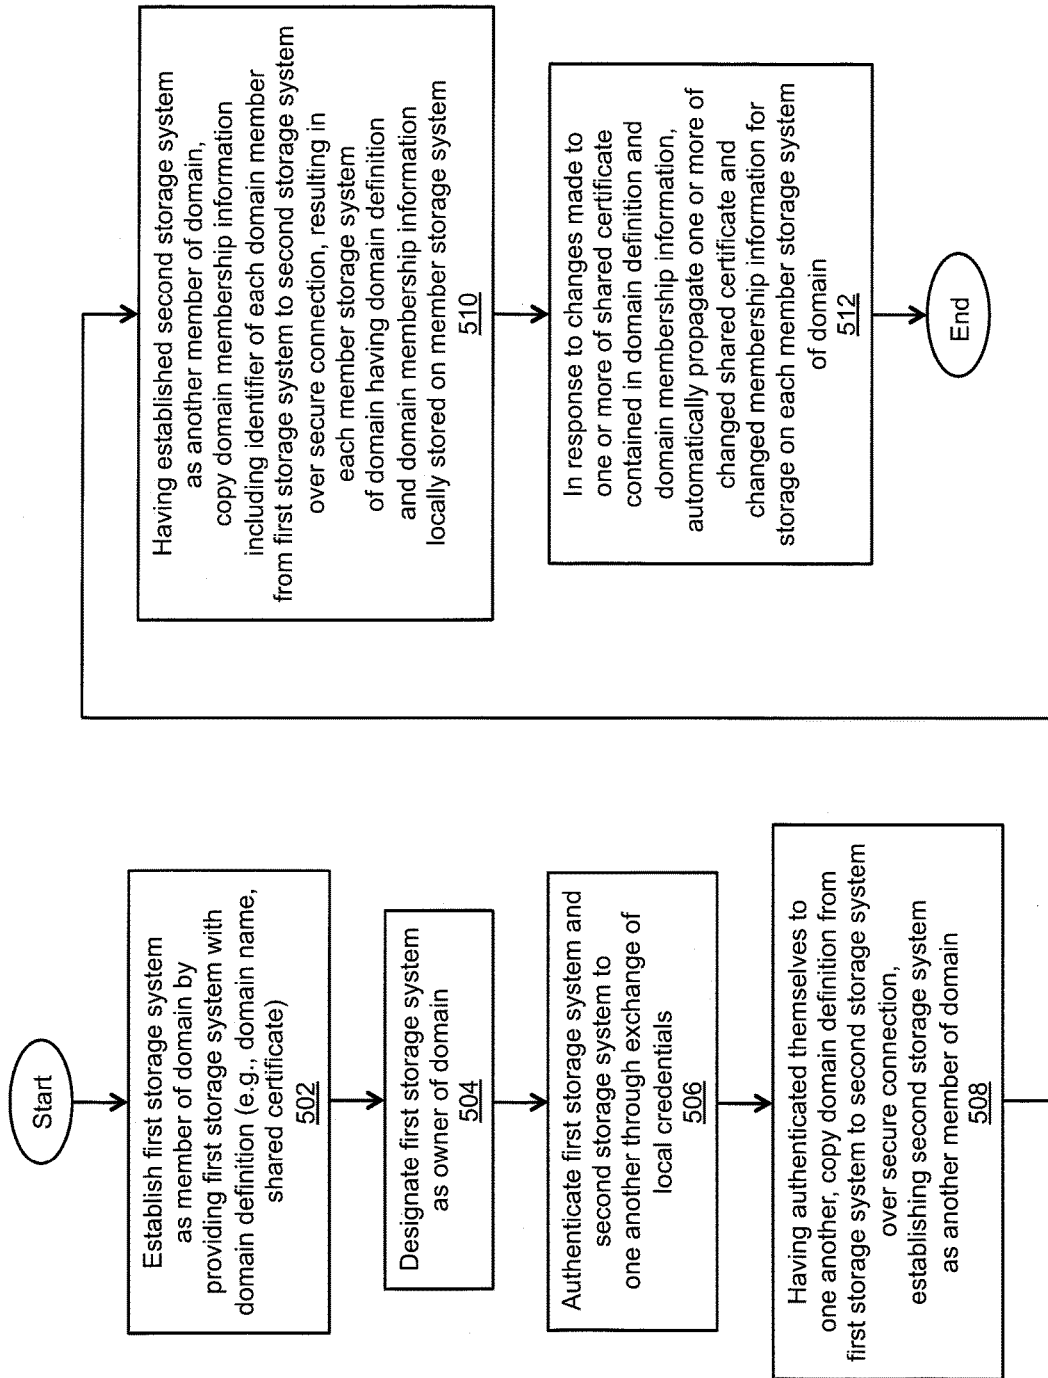 Start
Establish first storage system
as member of domain by
providing first storage system with
domain definition (e.g., domain name,
shared certificate)
502
Designate first storage system
as owner of domain
504
Authenticate first storage system and
second storage system to
one another through exchange of
local credentials
506
Having authenticated themselves to
one another, copy domain definition from
first storage system to second storage system
over secure connection,
establishing second storage system
as another member of domain
508
Having established second storage system
as another member of domain,
copy domain membership information
including identifier of each domain member
from first storage system to second storage system
over secure connection, resulting in
each member storage system
of domain having domain definition
and domain membership information
locally stored on member storage system
510
In response to changes made to
one or more of shared certificate
contained in domain definition and
domain membership information,
automatically propagate one or more of
changed shared certificate and
changed membership information for
storage on each member storage system
of domain
512
End